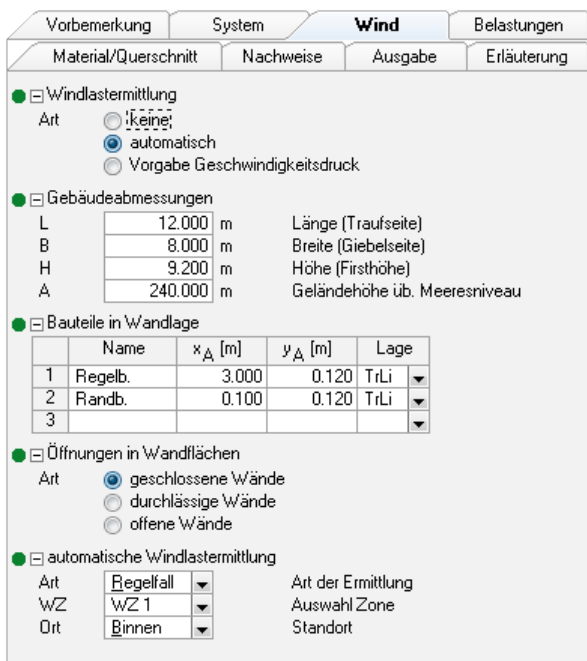 Vorbemerkung System Wind Belastungen
Material/Querschnitt Nachweise Ausgabe Erläuterung
Windlastermittlung
Art keine
automatisch
Vorgabe Geschwindigkeitsdruck
Gebäudeabmessungen
L 12.000 m Länge (Traufseite)
B 8.000 m Breite (Giebelseite)
H 9.200 m Höhe (Firsthöhe)
A 240.000 m Geländehöhe üb. Meeresniveau
Bauteile in Wandlage
Name xA [m] yA [m] Lage
1 Regelb. 3.000 0.120 TrLi
2 Randb. 0.100 0.120 TrLi
3
Öffnungen in Wandflächen
Art geschlossene Wände
durchlässige Wände
offene Wände
automatische Windlastermittlung
Art Regelfall Art der Ermittlung
WZ WZ 1 Auswahl Zone
Ort Binnen Standort